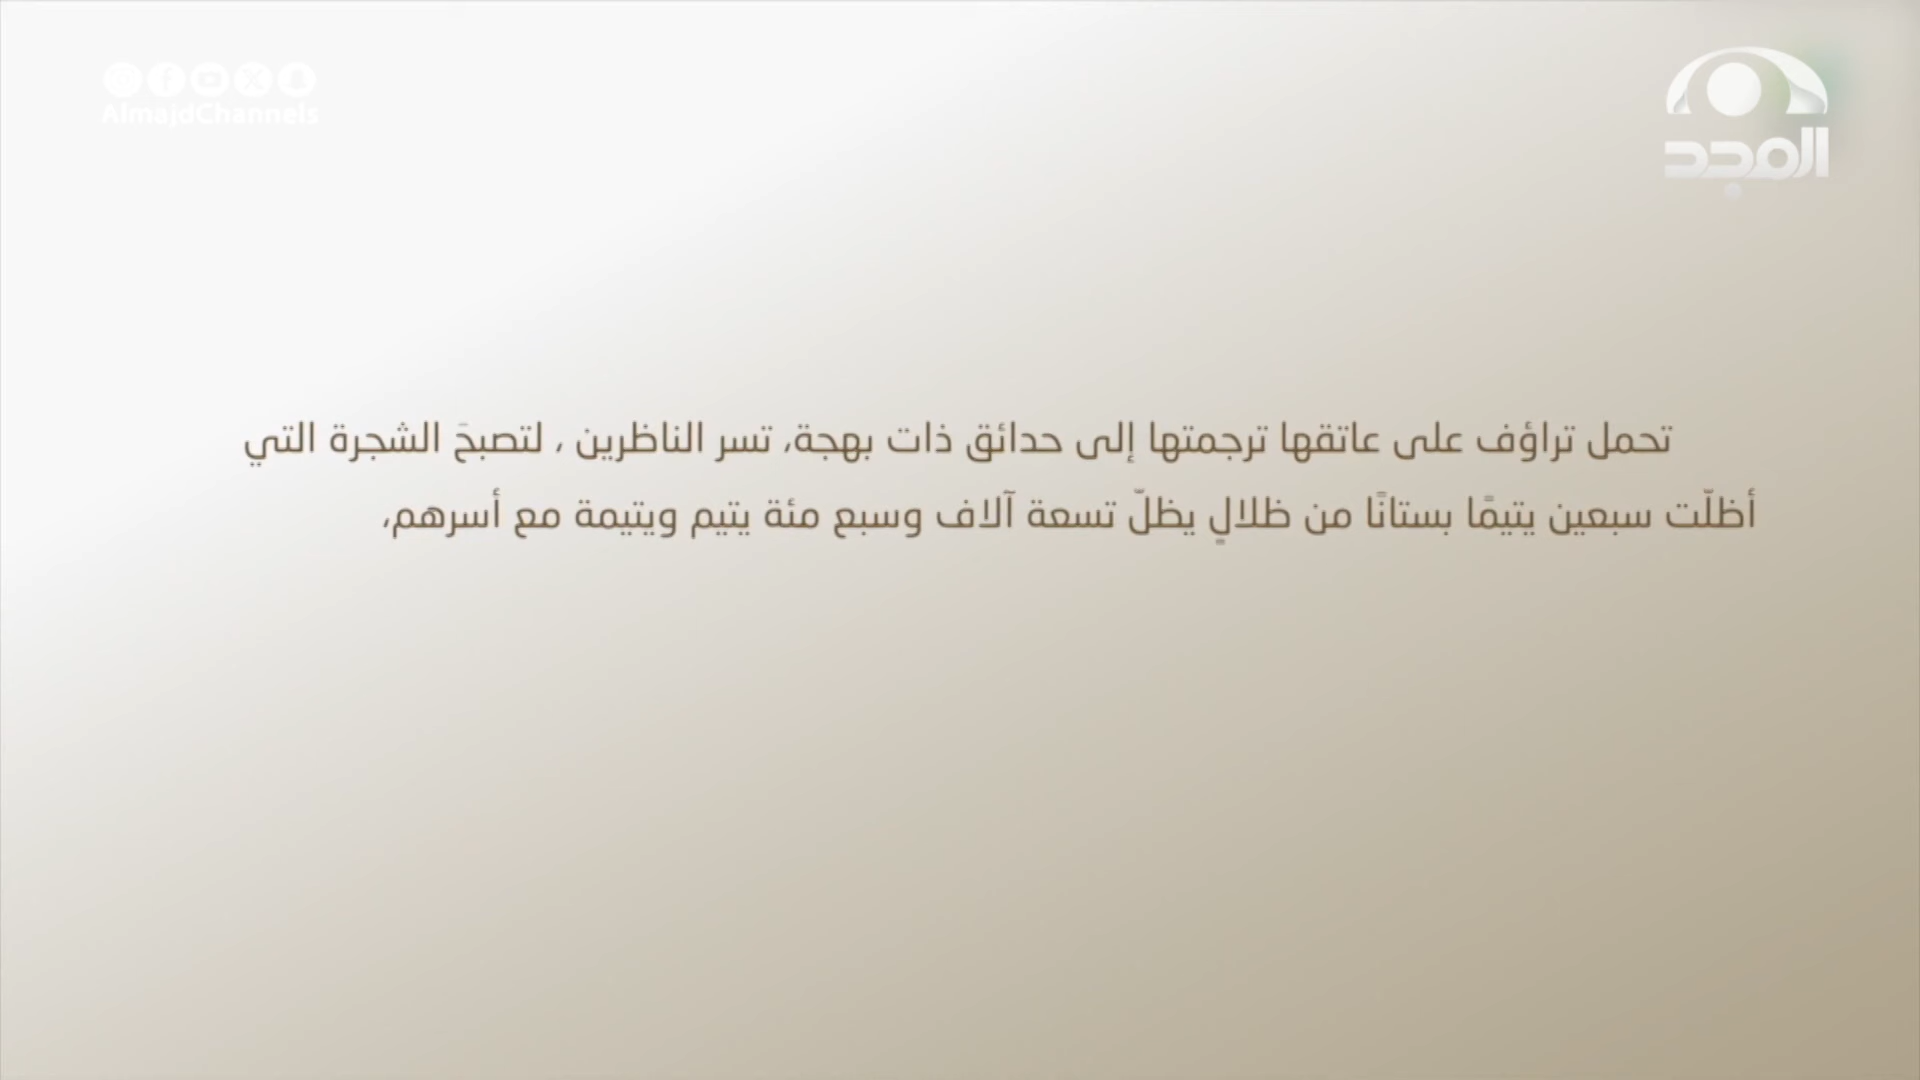 AlmajdChannels
المجد
تحمل تراؤف على عاتقها ترجمتها إلى حدائق ذات بهجة، تسر الناظرين ، لتصبحَ الشجرة التي
أظلّت سبعين يتيمًا بستانًا من ظلالٍ يظلّ تسعة آلاف وسبع مئة يتيم ويتيمة مع أسرهم،